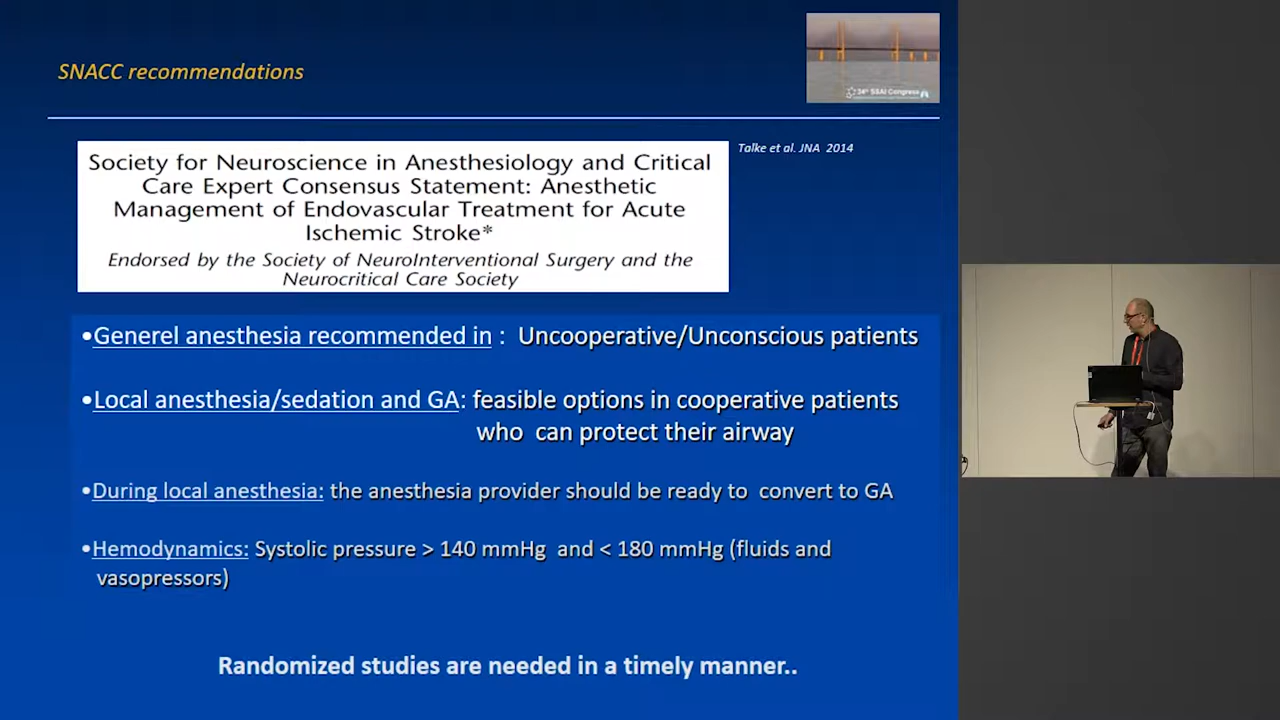 SNACC recommendations
34th SSAI Congress
Talke et al. JNA 2014
Society for Neuroscience in Anesthesiology and Critical
Care Expert Consensus Statement: Anesthetic
Management of Endovascular Treatment for Acute
Ischemic Stroke*
Endorsed by the Society of NeuroInterventional Surgery and the
Neurocritical Care Society
•Generel anesthesia recommended in : Uncooperative/Unconscious patients
•Local anesthesia/sedation and GA: feasible options in cooperative patients
who can protect their airway
•During local anesthesia: the anesthesia provider should be ready to convert to GA
•Hemodynamics: Systolic pressure > 140 mmHg and < 180 mmHg (fluids and
vasopressors)
Randomized studies are needed in a timely manner..